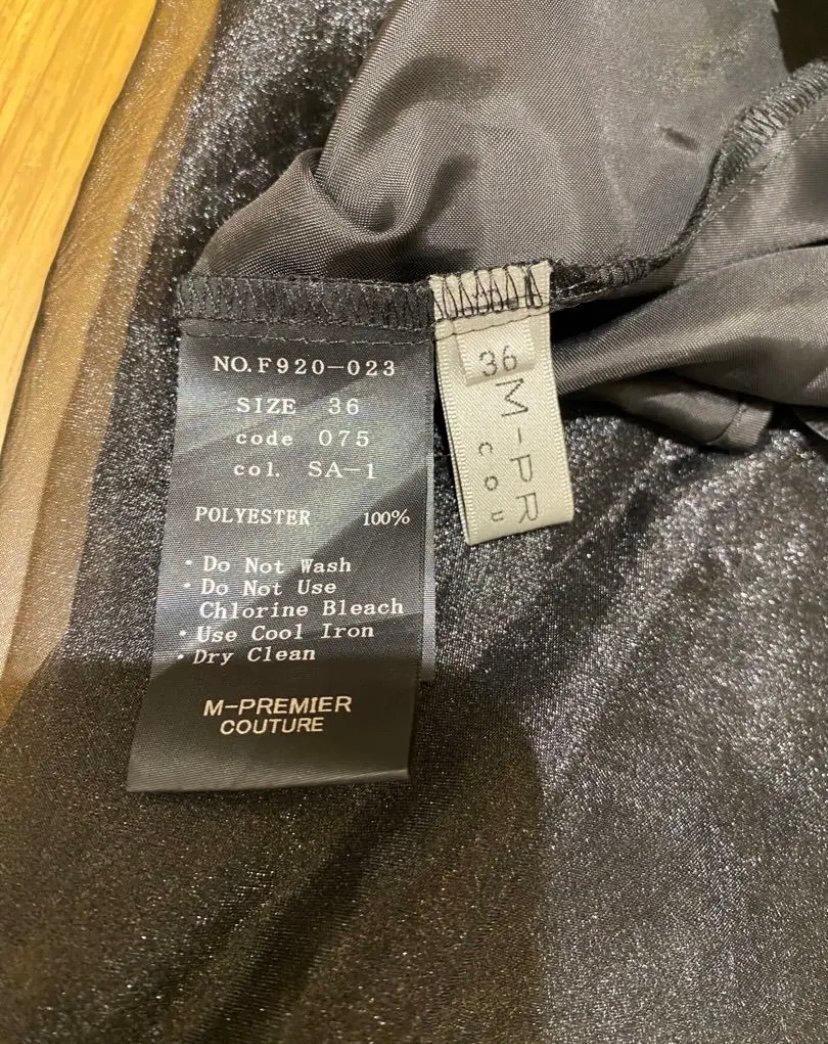 NO.F920-023
SIZE 36
code 075
col. SA-1
POLYESTER 100%
・Do Not Wash
・Do Not Use
Chlorine Bleach
・Use Cool Iron
・Dry Clean
M-PREMIER
COUTURE
36
M-PR
COU